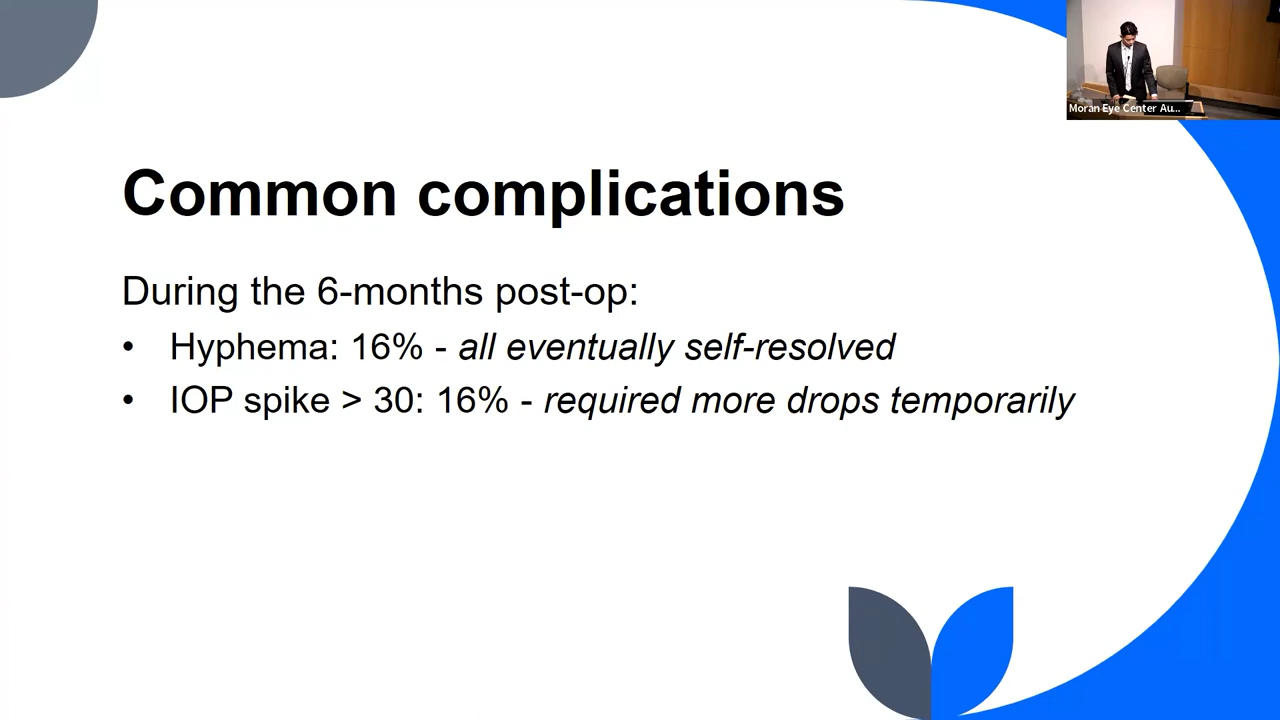 Moran Eye Center Au...
Common complications
During the 6-months post-op:
• Hyphema: 16% - all eventually self-resolved
• IOP spike > 30: 16% - required more drops temporarily